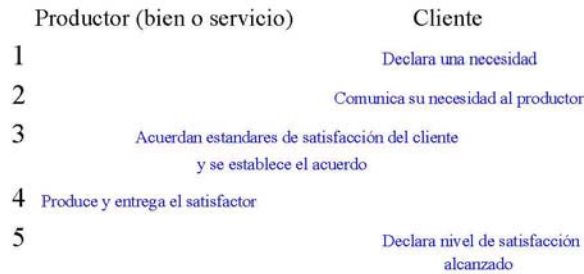 Productor (bien o servicio) Cliente
1 Declara una necesidad
2 Comunica su necesidad al productor
3 Acuerdan estandares de satisfacción del cliente
y se establece el acuerdo
4 Produce y entrega el satisfactor
5 Declara nivel de satisfacción
alcanzado